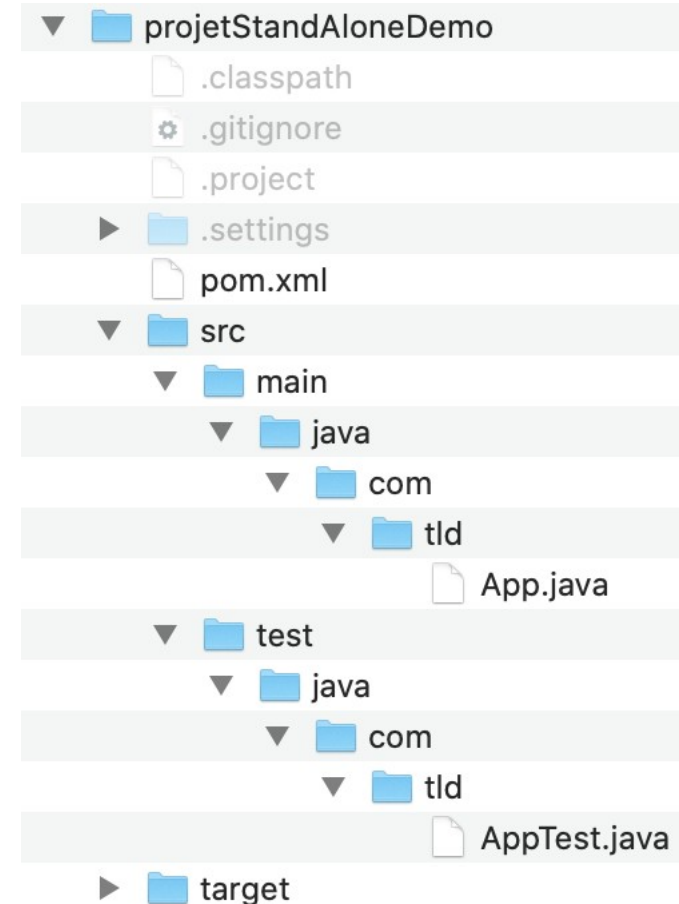 projetStandAloneDemo
.classpath
.gitignore
.project
.settings
pom.xml
src
main
java
com
tld
App.java
test
java
com
tld
AppTest.java
target